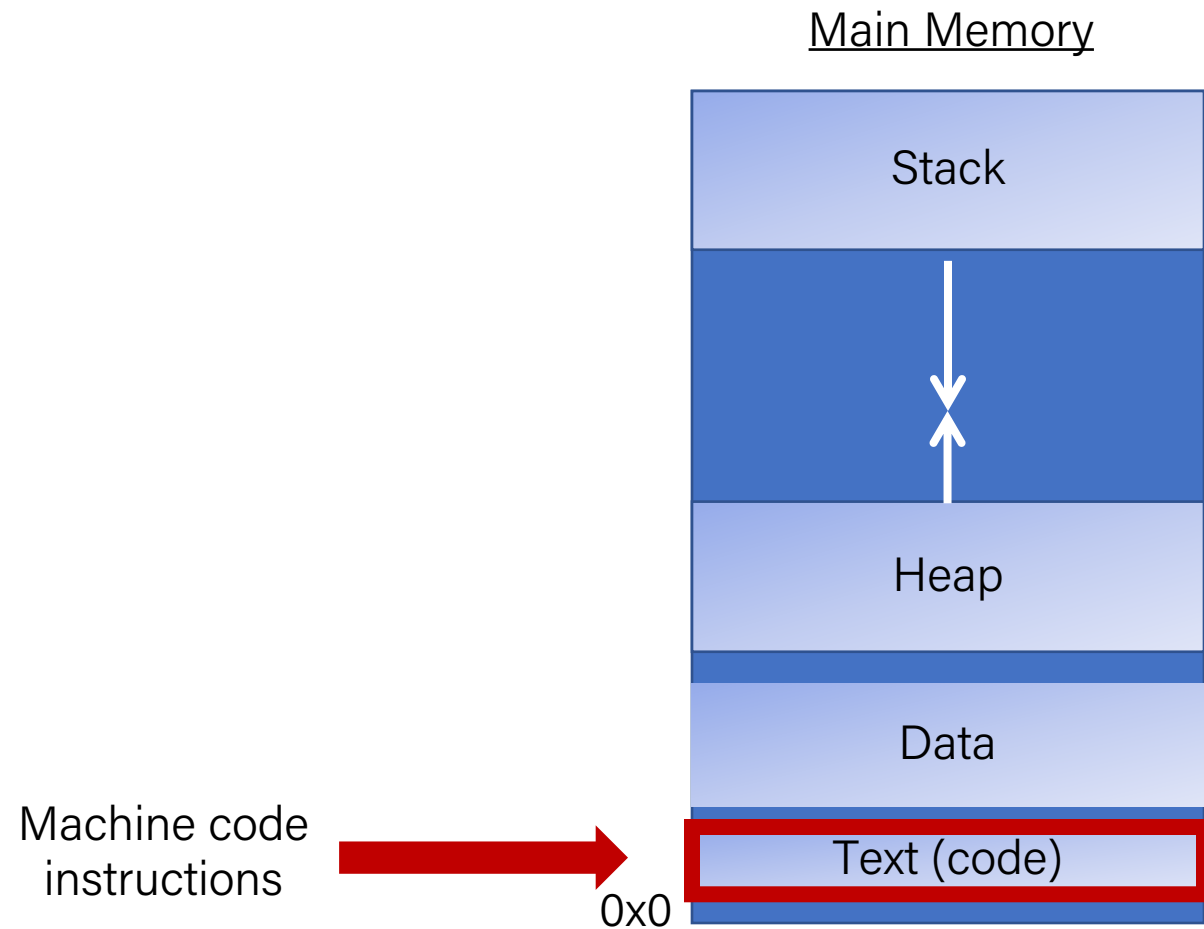 Main Memory
Stack
Heap
Data
Machine code
instructions
Text (code)
0x0